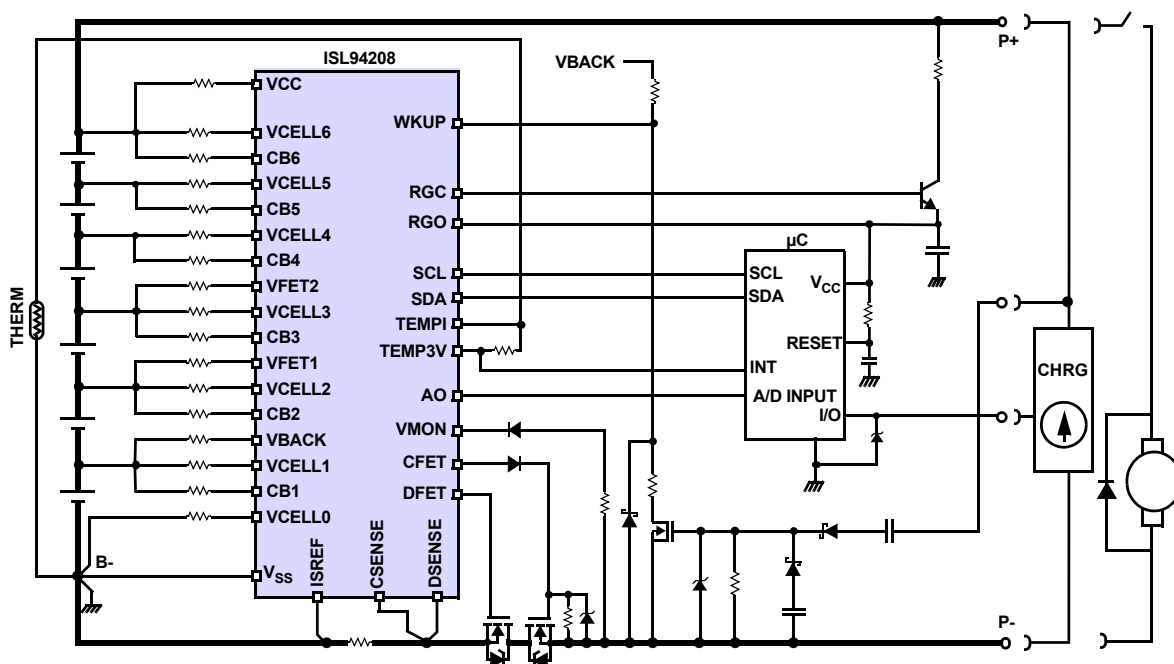 ISL94208
P+
VBACK
VCC
WKUP
VCELL6
CB6
VCELL5
CB5
VCELL4
CB4
VFET2
VCELL3
CB3
VFET1
VCELL2
CB2
VBACK
VCELL1
CB1
VCELL0
VSS
RGC
RGO
SCL
SDA
TEMPI
TEMP3V
AO
VMON
CFET
DFET
ISREF
CSENSE
DSENSE
THERM
B-
µC
SCL
SDA
VCC
RESET
INT
A/D INPUT
I/O
CHRG
P-